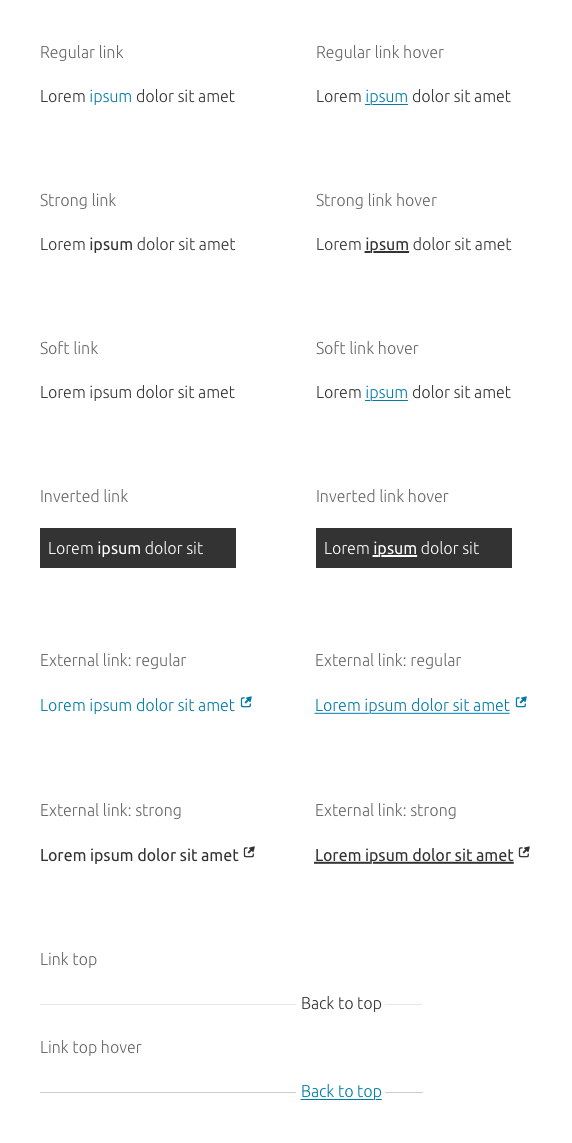 Regular link
Regular link hover
Lorem ipsum dolor sit amet
Lorem ipsum dolor sit amet
Strong link
Strong link hover
Lorem ipsum dolor sit amet
Lorem ipsum dolor sit amet
Soft link
Soft link hover
Lorem ipsum dolor sit amet
Lorem ipsum dolor sit amet
Inverted link
Inverted link hover
Lorem ipsum dolor sit
Lorem ipsum dolor sit
External link: regular
External link: regular
Lorem ipsum dolor sit amet
Lorem ipsum dolor sit amet
External link: strong
External link: strong
Lorem ipsum dolor sit amet
Lorem ipsum dolor sit amet
Link top
Back to top
Link top hover
Back to top